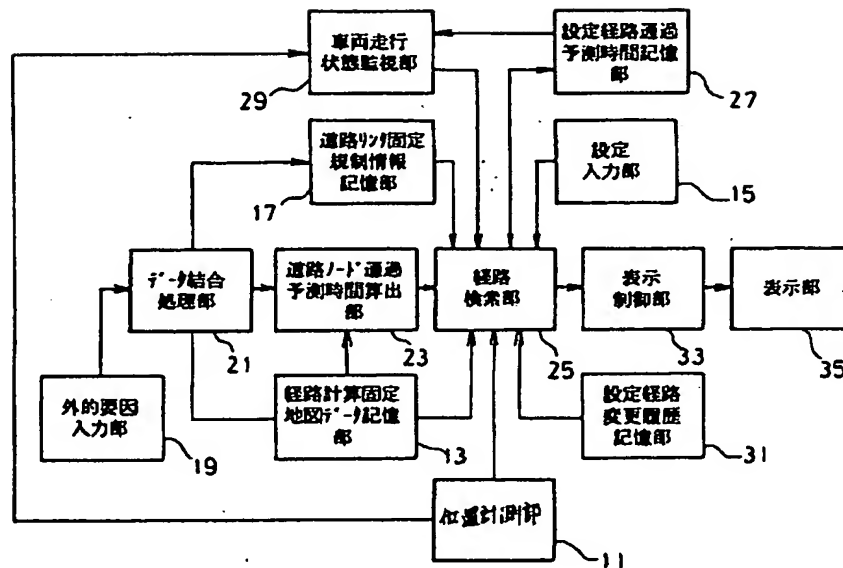 車両走行
状態監視部
29
設定経路通過
予測時間記憶
部
27
道路リンク固定
規制情報
記憶部
17
設定
入力部
15
データ結合
処理部
21
道路ノード通過
予測時間算出
部
23
経路
検索部
25
表示
制御部
33
表示部
35
外的要因
入力部
19
経路計算固定
地図データ記憶
部
13
設定経路
変更履歴
記憶部
31
位置計測部
11